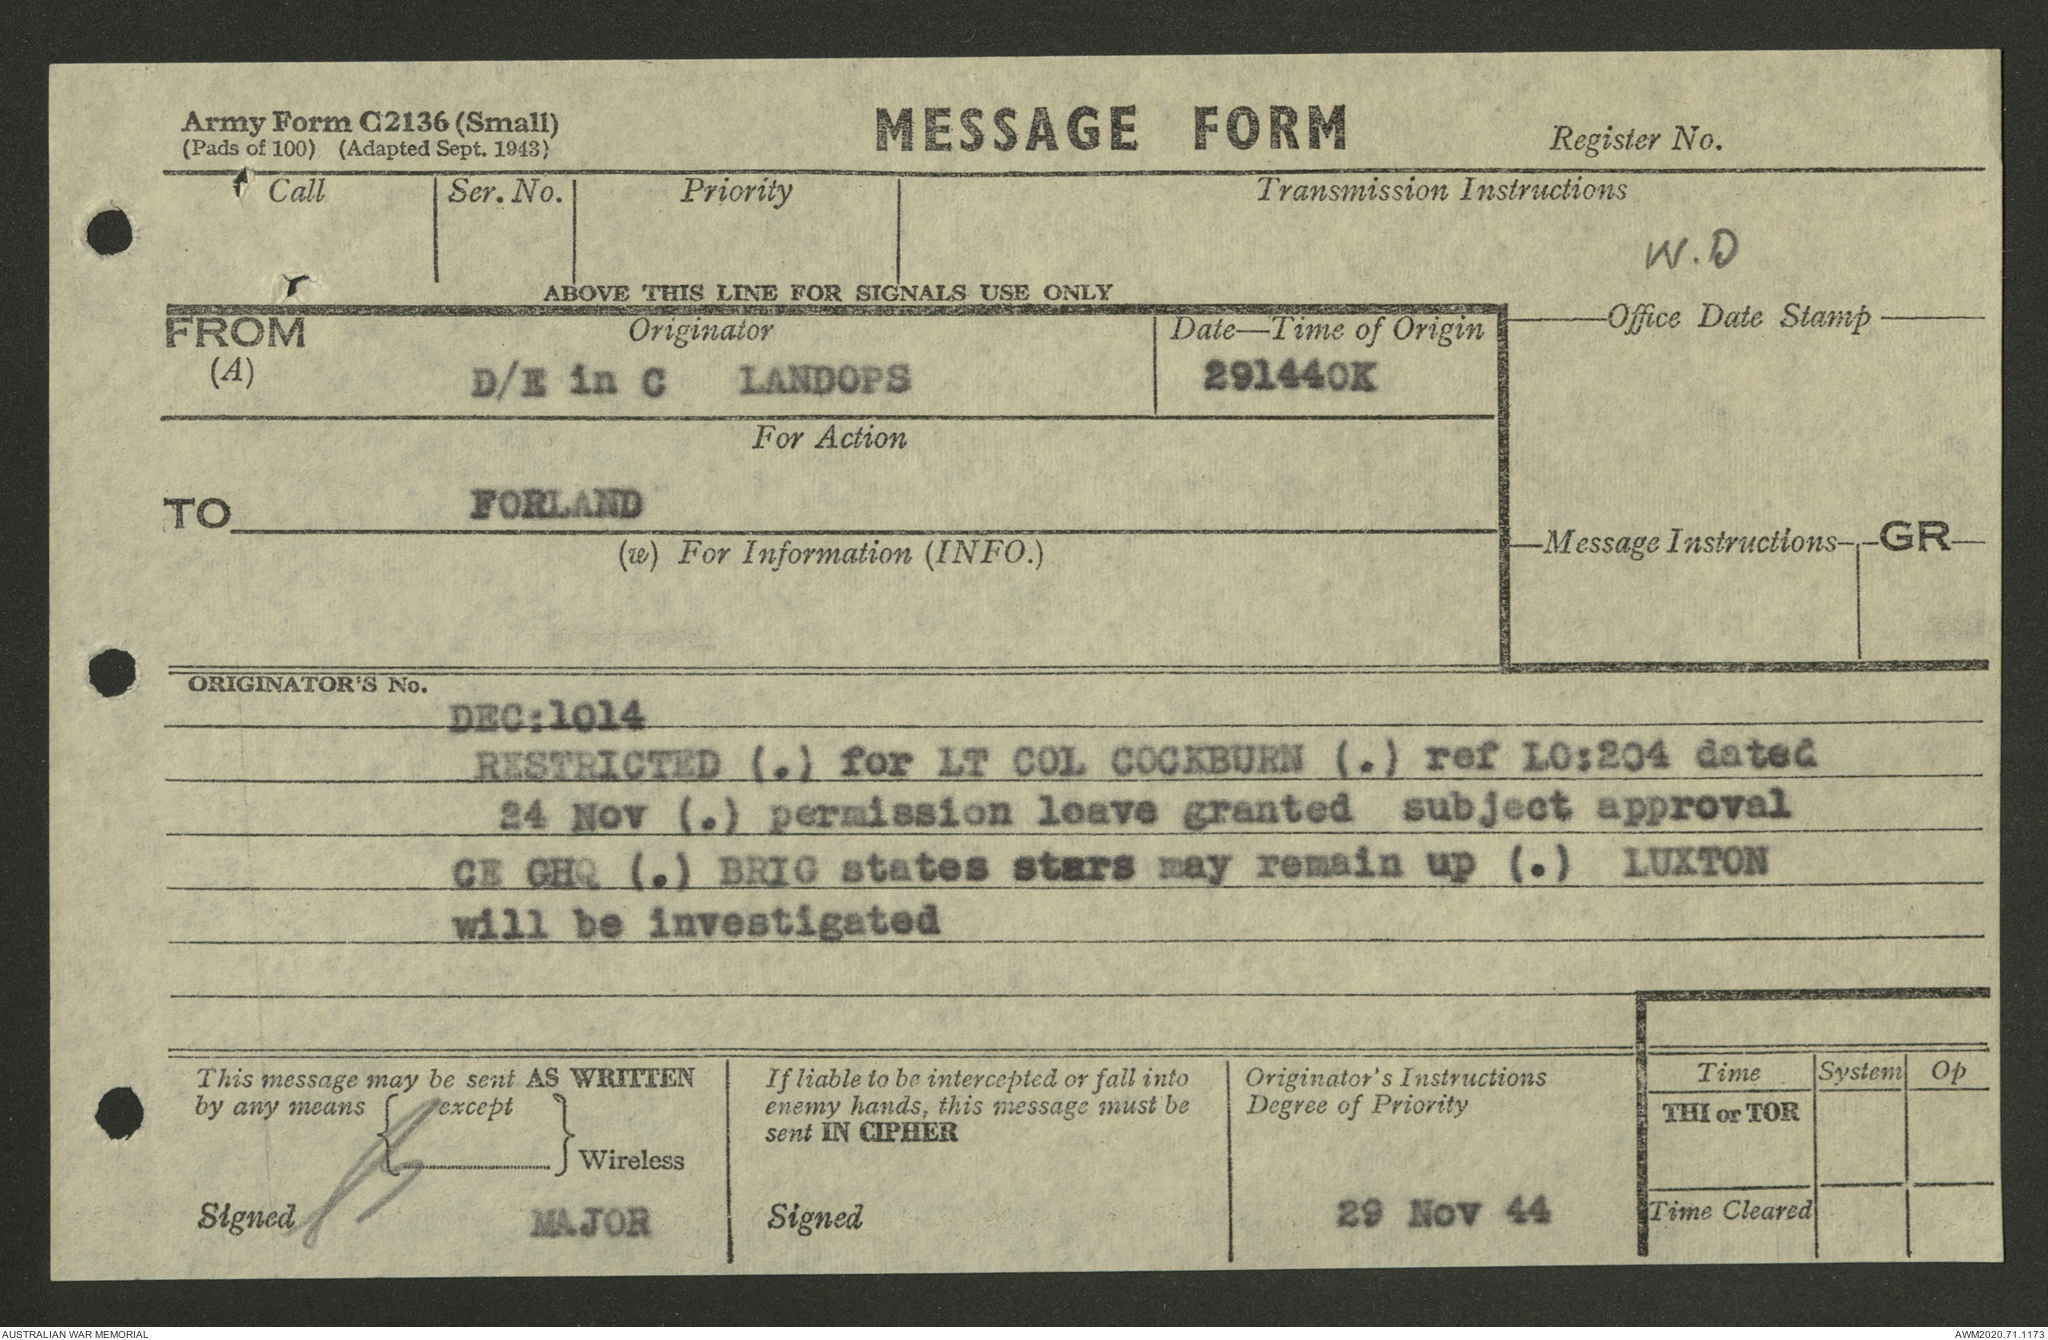 Army Form C2136 (Small)
(Pads of 100) (Adapted Sept. 1943)
MESSAGE FORM
Register No.
Call
Ser. No.
Priority
Transmission Instructions
W.D
ABOVE THIS LINE FOR SIGNALS USE ONLY
FROM
(A)
Originator
D/E in C LANDOPS
Date—Time of Origin
291440K
Office Date Stamp
For Action
TO
FORLAND
(w) For Information (INFO.)
Message Instructions
GR
ORIGINATOR'S No.
DEC:1014
RESTRICTED (.) for LT COL COCKBURN (.) ref LO:204 dated
24 Nov (.) permission leave granted subject approval
CE GHQ (.) BRIG states stars may remain up (.) LUXTON
will be investigated
This message may be sent AS WRITTEN
by any means { except
} Wireless
Signed
MAJOR
If liable to be intercepted or fall into
enemy hands, this message must be
sent IN CIPHER
Signed
Originator's Instructions
Degree of Priority
29 Nov 44
Time
System
Op
THI or TOR
Time Cleared
AUSTRALIAN WAR MEMORIAL
AWM2020.71.1173